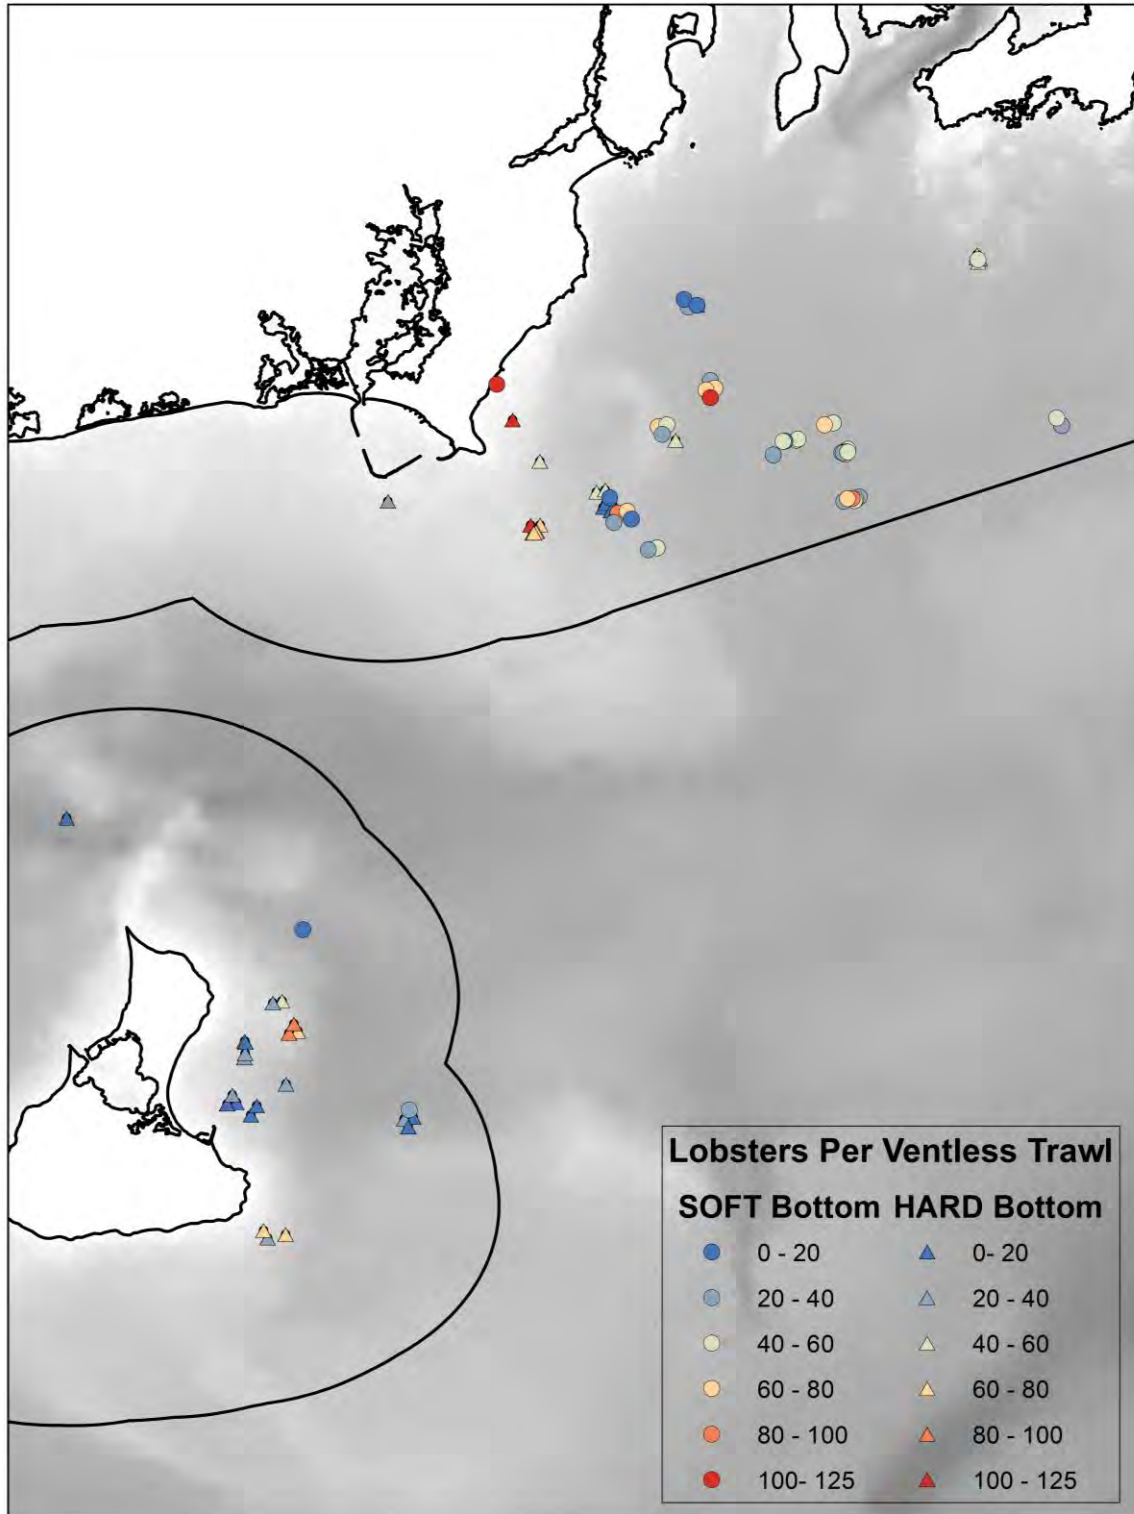 Lobsters Per Ventless Trawl
SOFT Bottom HARD Bottom
0 - 20 0- 20
20 - 40 20 - 40
40 - 60 40 - 60
60 - 80 60 - 80
80 - 100 80 - 100
100- 125 100 - 125